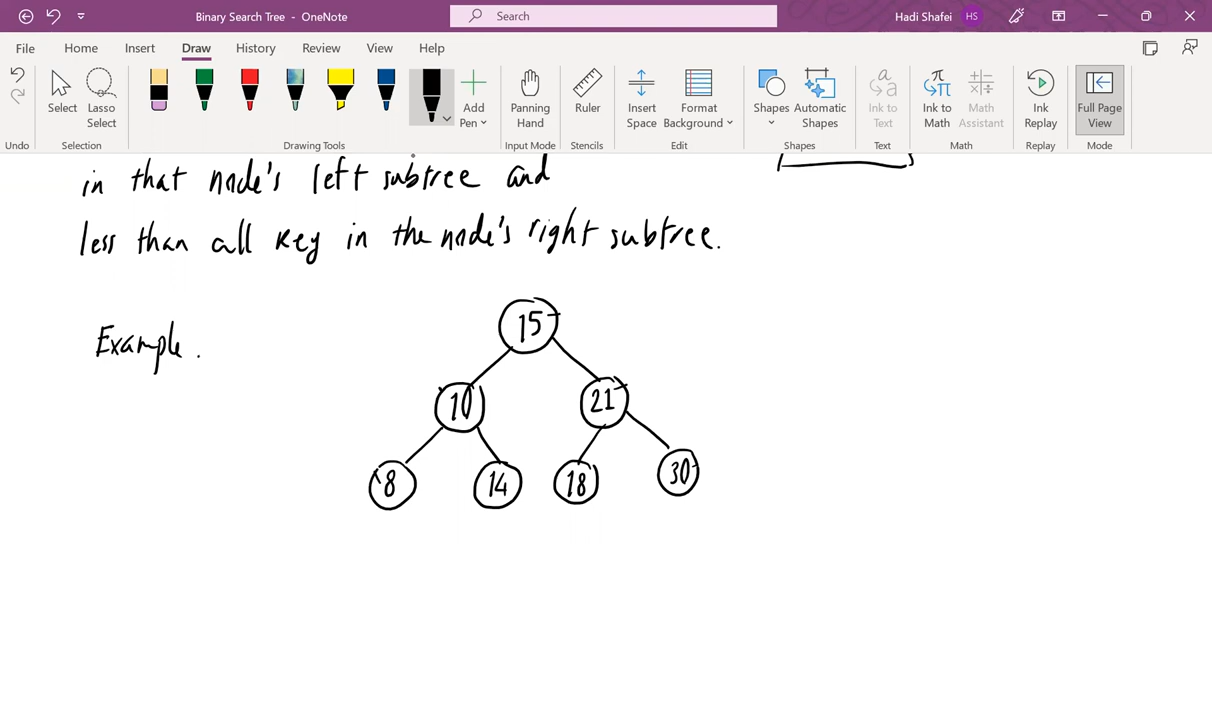 Binary Search Tree - OneNote
Search
Hadi Shafei HS
File Home Insert Draw History Review View Help
Select Lasso Select Add Pen Panning Hand Ruler Insert Space Format Background Shapes Automatic Shapes Ink to Text Ink to Math Math Assistant Ink Replay Full Page View
Undo Selection Drawing Tools Input Mode Stencils Edit Shapes Text Math Replay Mode
in that node's left subtree and
less than all key in the node's right subtree.
Example.
15
10 21
8 14 18 30